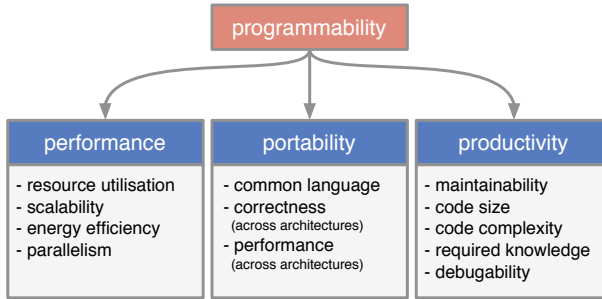 programmability
performance
- resource utilisation
- scalability
- energy efficiency
- parallelism
portability
- common language
- correctness
(across architectures)
- performance
(across architectures)
productivity
- maintainability
- code size
- code complexity
- required knowledge
- debugability